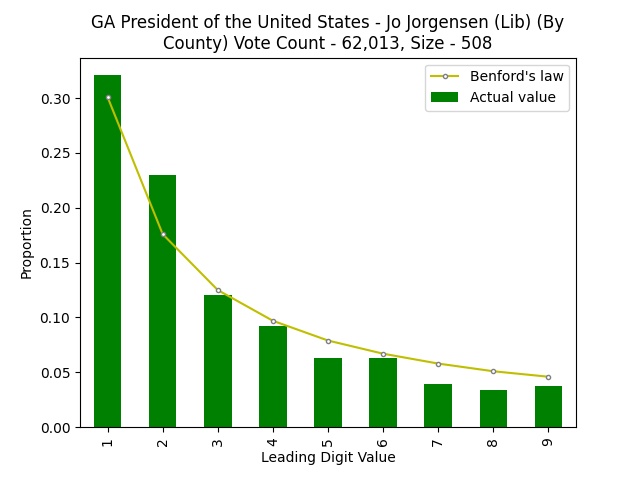 GA President of the United States - Jo Jorgensen (Lib) (By
County) Vote Count - 62,013, Size - 508
Benford's law
Actual value
Proportion
0.30
0.25
0.20
0.15
0.10
0.05
0.00
1 2 3 4 5 6 7 8 9
Leading Digit Value